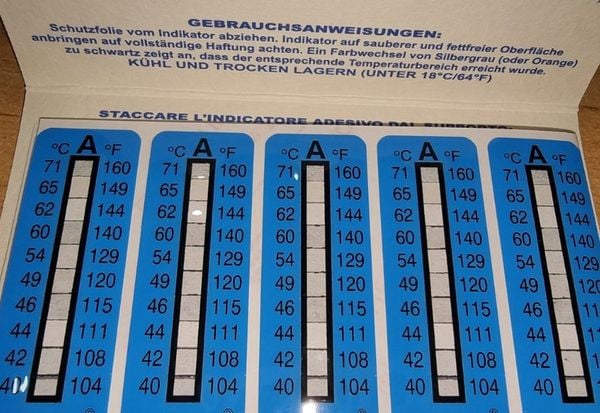 GEBRAUCHSANWEISUNGEN:
Schutzfolie vom Indikator abziehen. Indikator auf sauberer und fettfreier Oberfläche
anbringen auf vollständige Haftung achten. Ein Farbwechsel von Silbergrau (oder Orange)
zu schwarz zeigt an, dass der entsprechende Temperaturbereich erreicht wurde.
KÜHL UND TROCKEN LAGERN (UNTER 18°C/64°F)
STACCARE L'INDICATORE ADESIVO DAL SUPPORTO:
°C A °F °C A °F °C A °F °C A °F °C A °F
71 160 71 160 71 160 71 160 71 160
65 149 65 149 65 149 65 149 65 149
62 144 62 144 62 144 62 144 62 144
60 140 60 140 60 140 60 140 60 140
54 129 54 129 54 129 54 129 54 129
49 120 49 120 49 120 49 120 49 120
46 115 46 115 46 115 46 115 46 115
44 111 44 111 44 111 44 111 44 111
42 108 42 108 42 108 42 108 42 108
40 104 40 104 40 104 40 104 40 104